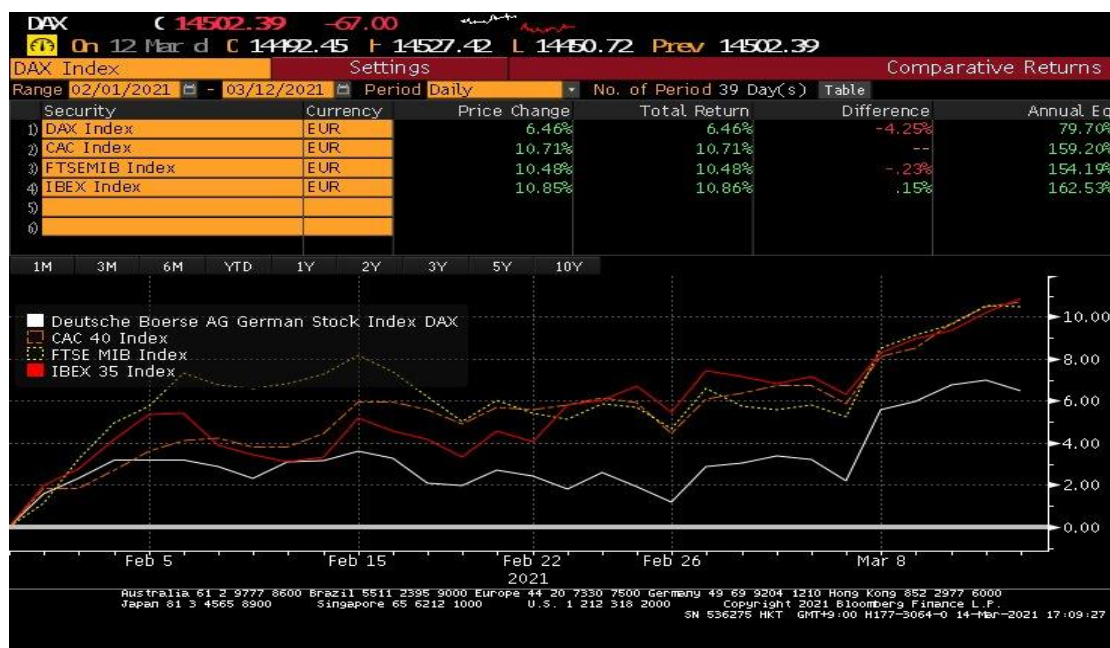 DAX C 14502.39 -67.00
On 12 Mar d C 14492.45 H 14527.42 L 14450.72 Prev 14502.39
DAX Index Settings Comparative Returns
Range 02/01/2021 - 03/12/2021 Period Daily No. of Period 39 Day(s) Table
Security Currency Price Change Total Return Difference Annual Eq
1) DAX Index EUR 6.46% 6.46% -4.25% 79.70%
2) CAC Index EUR 10.71% 10.71% -- 159.20%
3) FTSEMIB Index EUR 10.48% 10.48% -.23% 154.19%
4) IBEX Index EUR 10.85% 10.86% .15% 162.53%
5)
6)
1M 3M 6M YTD 1Y 2Y 3Y 5Y 10Y
Deutsche Boerse AG German Stock Index DAX
CAC 40 Index
FTSE MIB Index
IBEX 35 Index
10.00
8.00
6.00
4.00
2.00
0.00
Feb 5 Feb 15 Feb 22 Feb 26 Mar 8
2021
Australia 61 2 9777 8600 Brazil 5511 2395 9000 Europe 44 20 7330 7500 Germany 49 69 9204 1210 Hong Kong 852 2977 6000
Japan 81 3 4565 8900 Singapore 65 6212 1000 U.S. 1 212 318 2000 Copyright 2021 Bloomberg Finance L.P.
SN 536275 HKT GMT+9:00 H177-3064-0 14-Mar-2021 17:09:27